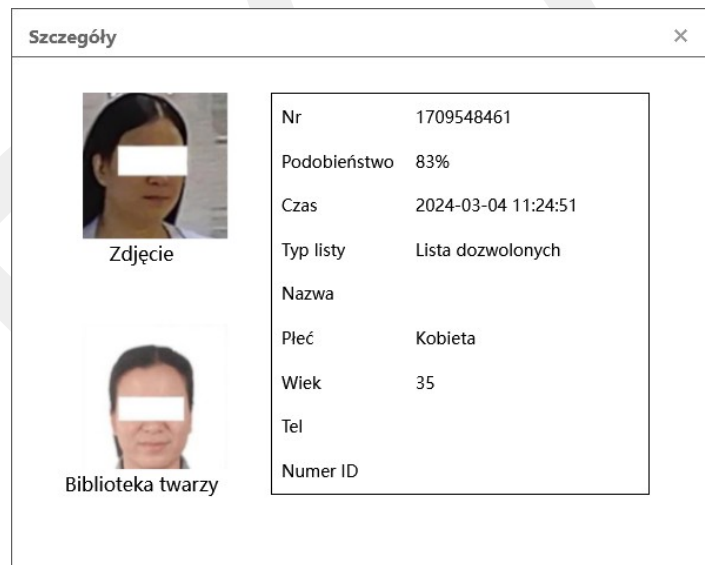 Szczegóły ×
Zdjęcie
Biblioteka twarzy
Nr 1709548461
Podobieństwo 83%
Czas 2024-03-04 11:24:51
Typ listy Lista dozwolonych
Nazwa
Płeć Kobieta
Wiek 35
Tel
Numer ID